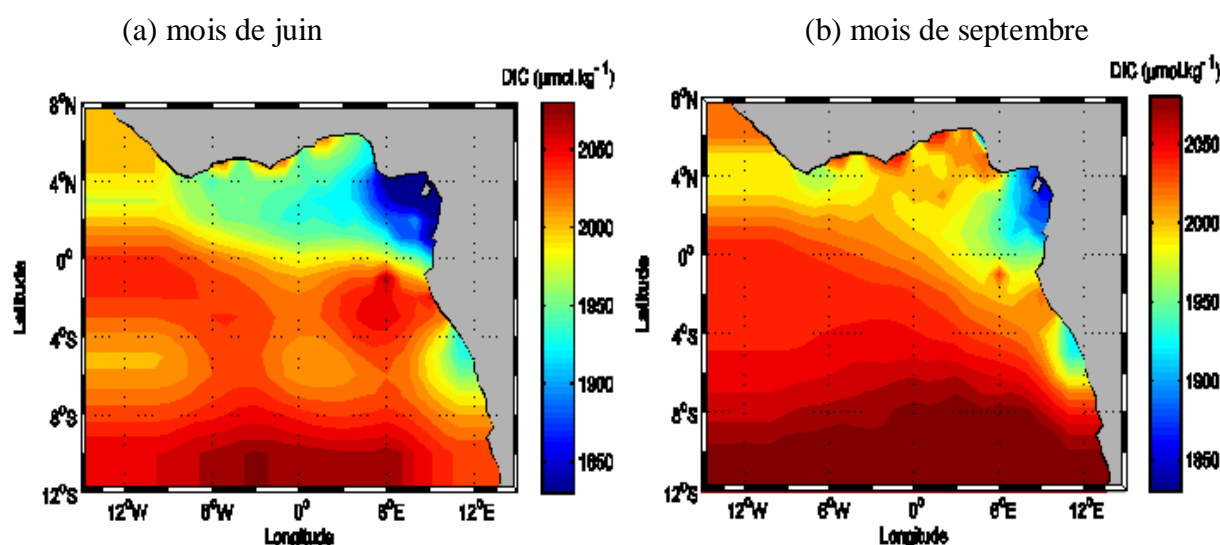 (a) mois de juin
(b) mois de septembre
DIC (µmol.kg⁻¹)
8°N
4°N
0°
4°S
8°S
12°S
Latitude
12°W
6°W
0°
6°E
12°E
Longitude
2050
2000
1950
1900
1850
DIC (µmol.kg⁻¹)
8°N
4°N
0°
4°S
8°S
12°S
Latitude
12°W
6°W
0°
6°E
12°E
Longitude
2050
2000
1950
1900
1850